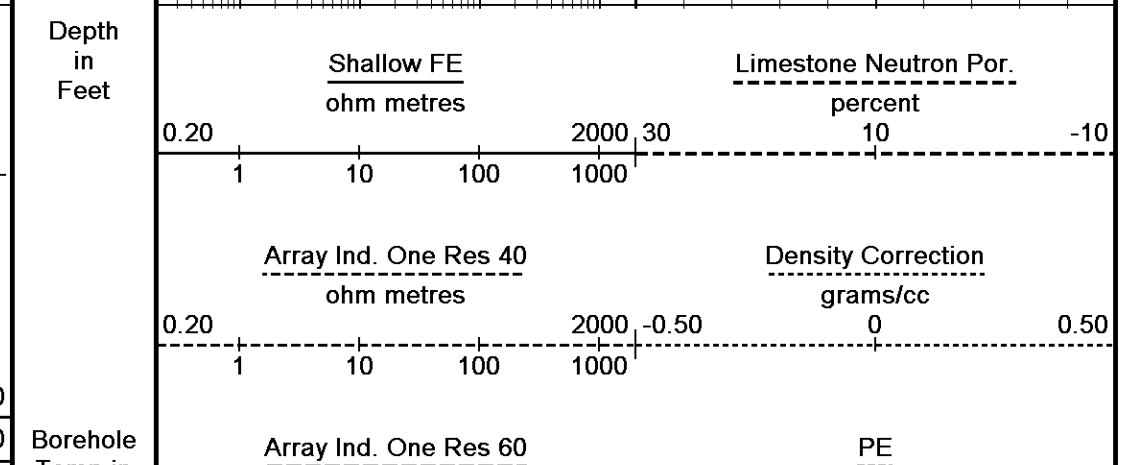 Depth
in
Feet
Shallow FE
ohm metres
0.20 2000
1 10 100 1000
Limestone Neutron Por.
percent
30 10 -10
Array Ind. One Res 40
ohm metres
0.20 2000
1 10 100 1000
Density Correction
grams/cc
-0.50 0 0.50
Borehole
Array Ind. One Res 60
PE